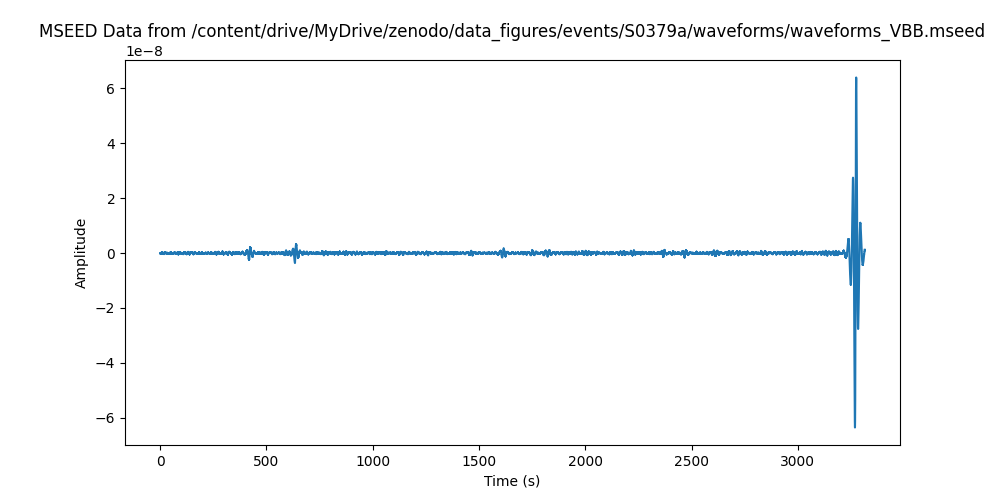 MSEED Data from /content/drive/MyDrive/zenodo/data_figures/events/S0379a/waveforms/waveforms_VBB.mseed
1e−8
6
4
2
0
−2
−4
−6
Amplitude
0 500 1000 1500 2000 2500 3000
Time (s)